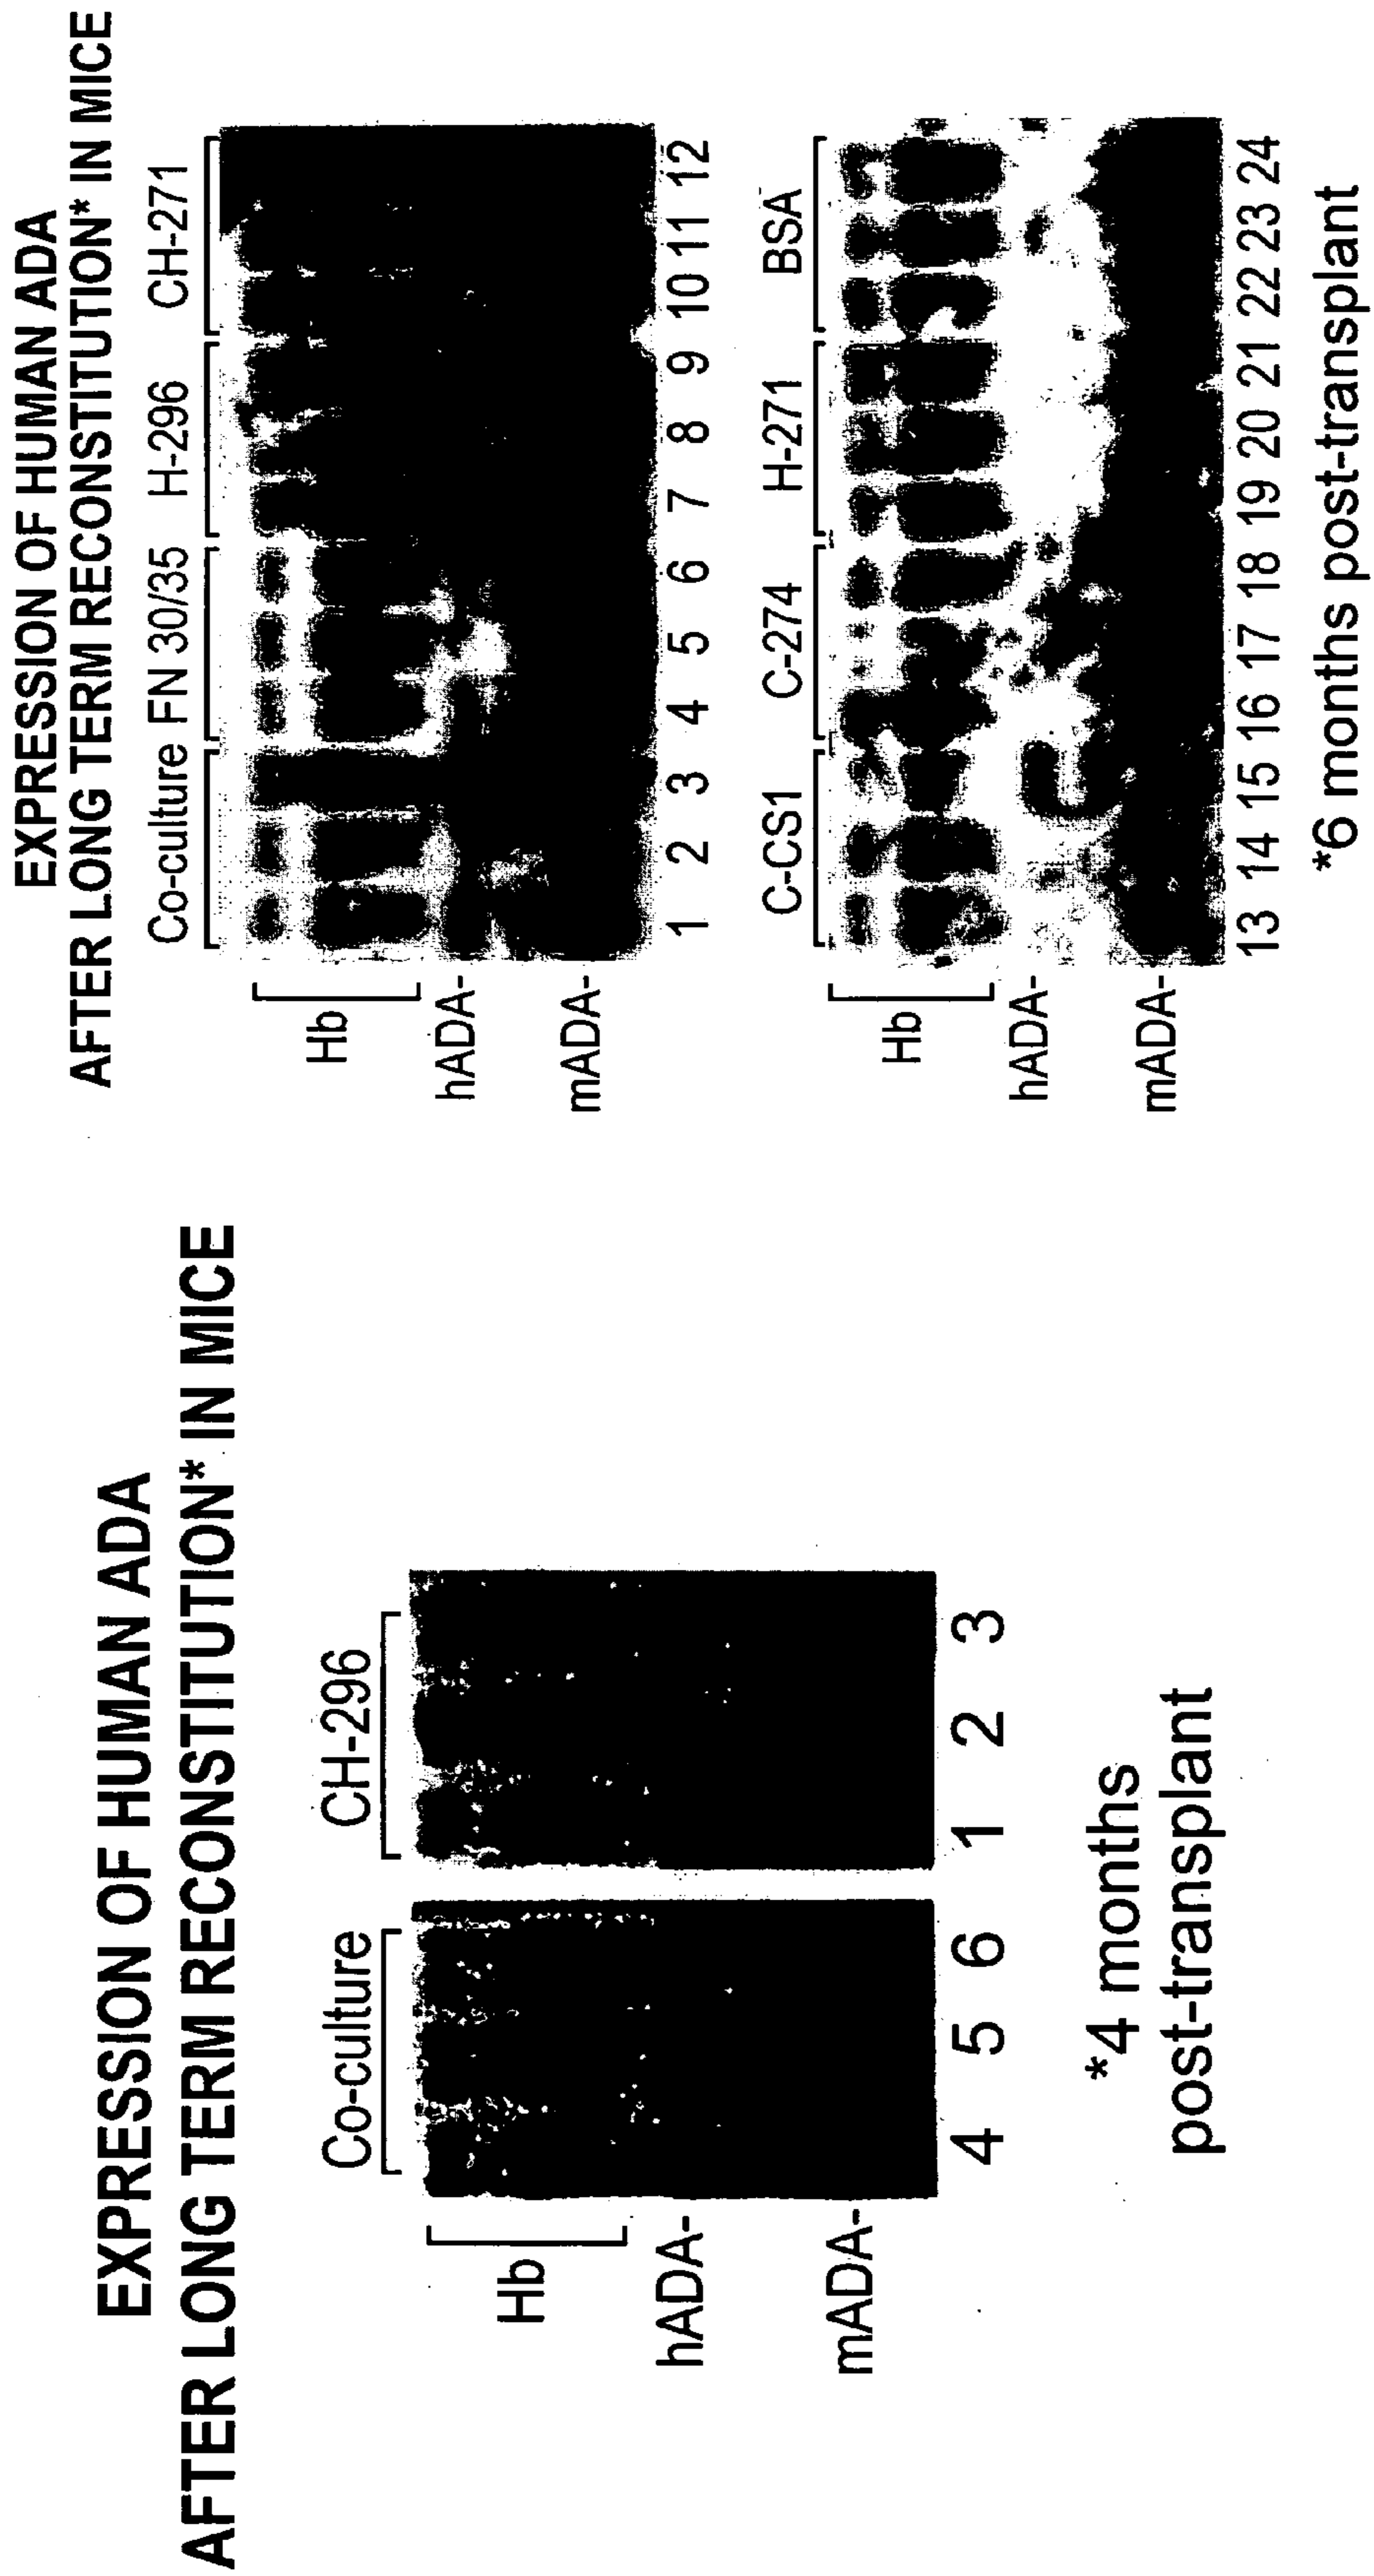 EXPRESSION OF HUMAN ADA
AFTER LONG TERM RECONSTITUTION* IN MICE
Co-culture CH-296
Hb
hADA-
mADA-
4 5 6 1 2 3
*4 months
post-transplant
EXPRESSION OF HUMAN ADA
AFTER LONG TERM RECONSTITUTION* IN MICE
Co-culture FN 30/35 H-296 CH-271
Hb
hADA-
mADA-
1 2 3 4 5 6 7 8 9 10 11 12
C-CS1 C-274 H-271 BSA
Hb
hADA-
mADA-
13 14 15 16 17 18 19 20 21 22 23 24
*6 months post-transplant